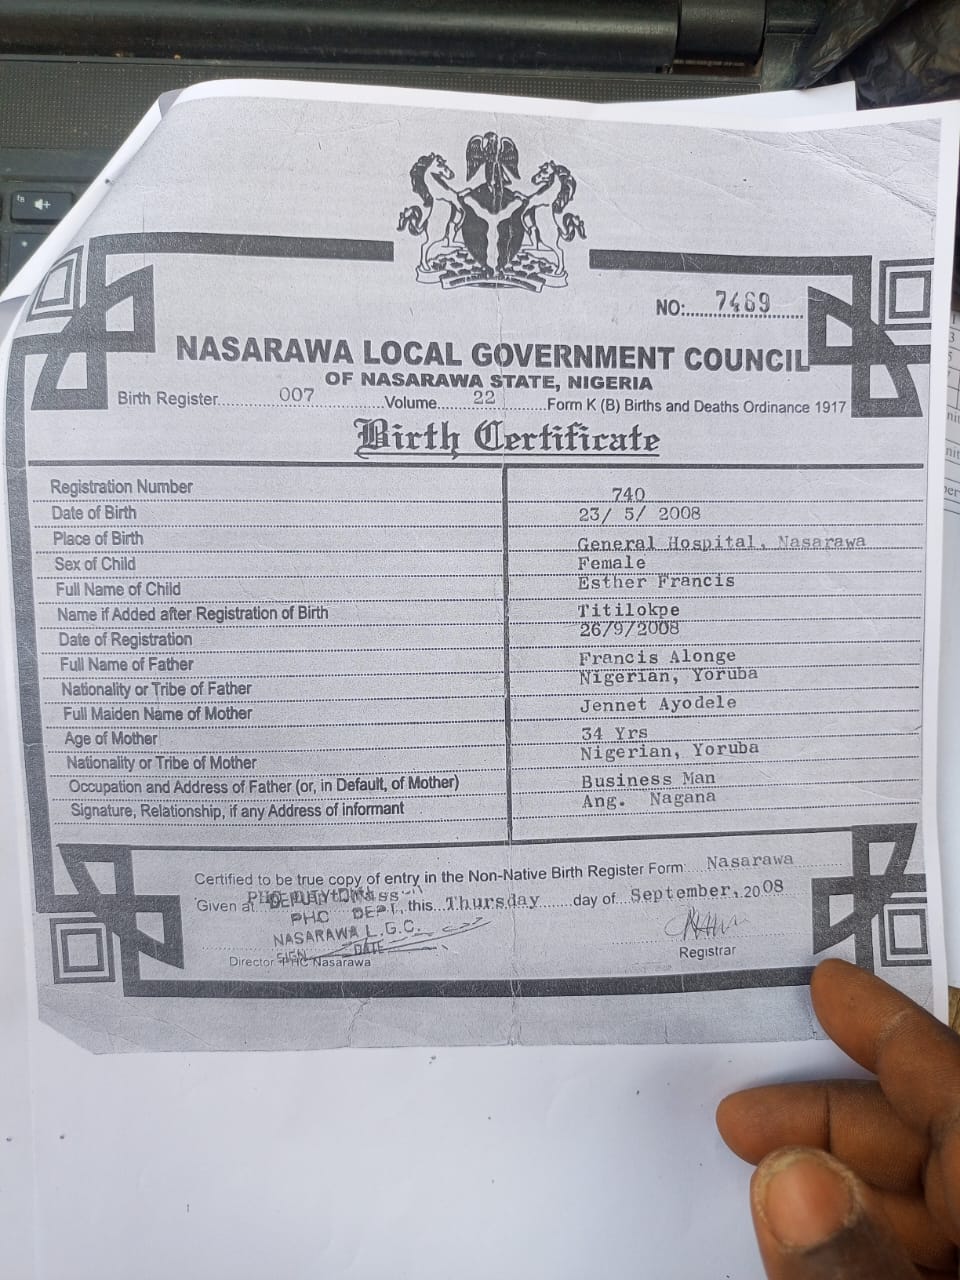 NO: 7469
NASARAWA LOCAL GOVERNMENT COUNCIL
OF NASARAWA STATE, NIGERIA
Birth Register 007 Volume 22 Form K (B) Births and Deaths Ordinance 1917
Birth Certificate
Registration Number 740
Date of Birth 23/ 5/ 2008
Place of Birth General Hospital, Nasarawa
Sex of Child Female
Full Name of Child Esther Francis
Name if Added after Registration of Birth Titilokpe
Date of Registration 26/9/2008
Full Name of Father Francis Alonge
Nationality or Tribe of Father Nigerian, Yoruba
Full Maiden Name of Mother Jennet Ayodele
Age of Mother 34 Yrs
Nationality or Tribe of Mother Nigerian, Yoruba
Occupation and Address of Father (or, in Default, of Mother) Business Man
Signature, Relationship, if any Address of informant Ang. Nagana
Certified to be true copy of entry in the Non-Native Birth Register Form Nasarawa
Given at this Thursday day of September, 2008
DEPUTY
PHC DEPT,
NASARAWA L.G.C.
SIGN DATE
Director PHC Nasarawa
Registrar